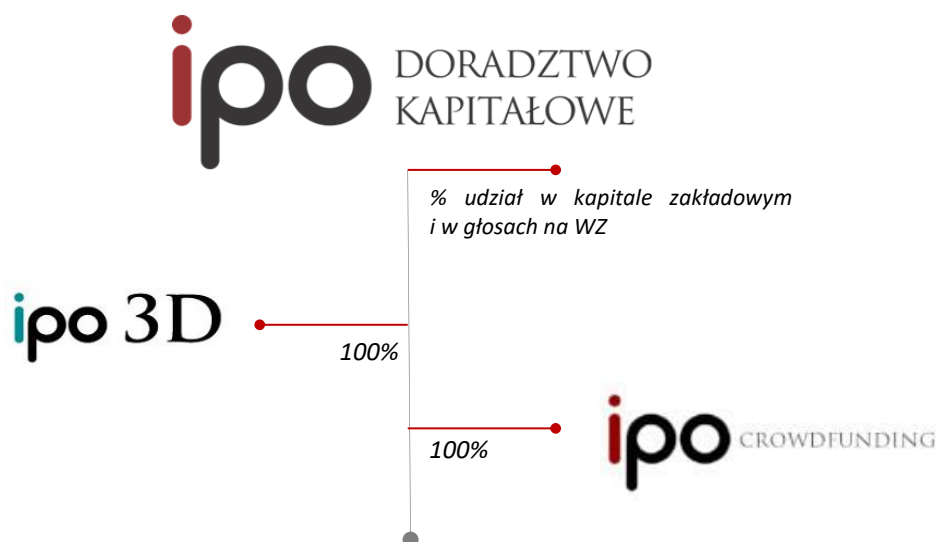 ipo DORADZTWO
KAPITAŁOWE
% udział w kapitale zakładowym
i w głosach na WZ
ipo 3D
100%
100%
ipo CROWDFUNDING